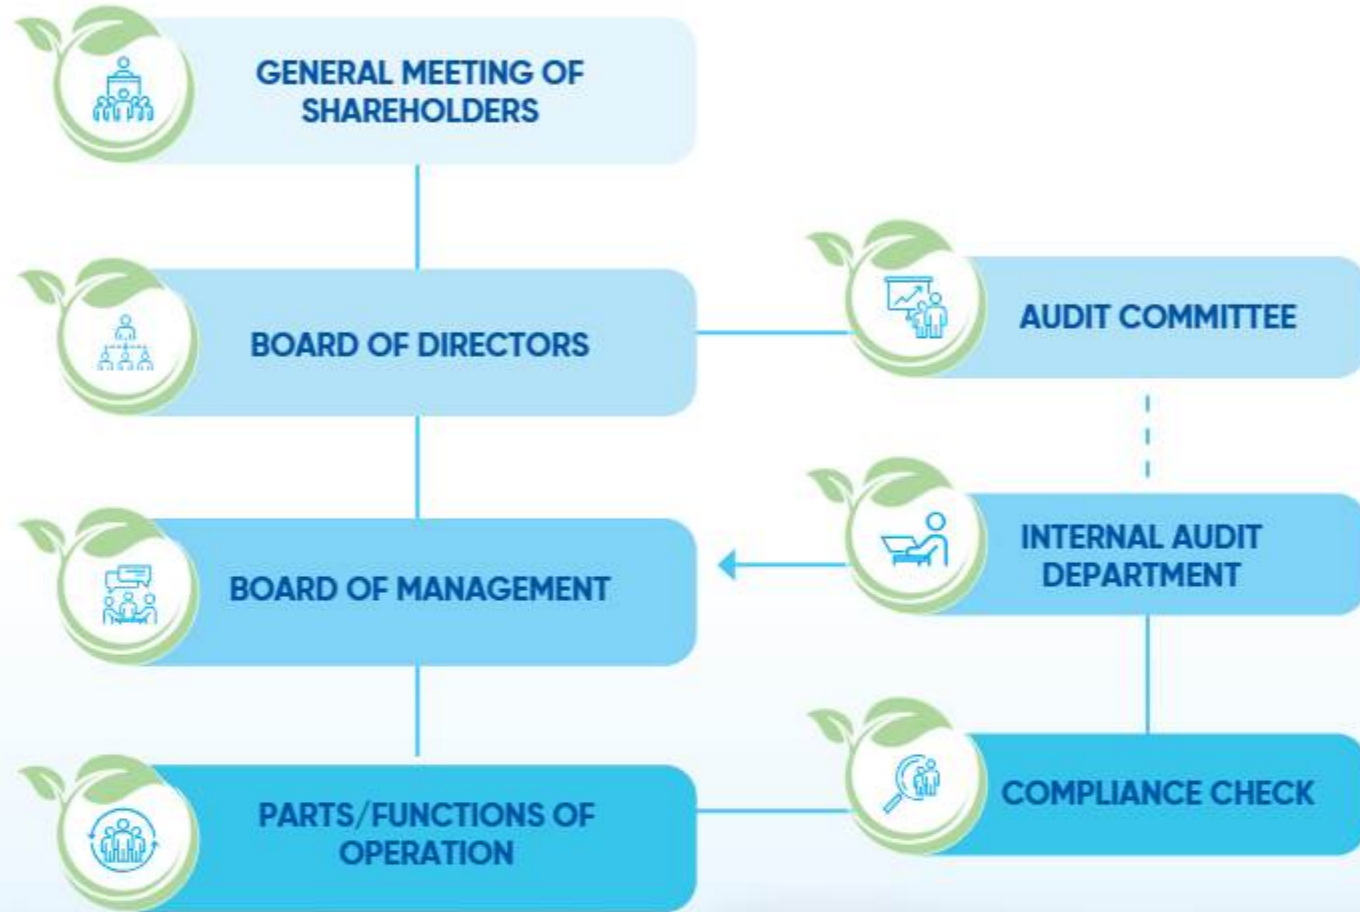 GENERAL MEETING OF
SHAREHOLDERS
BOARD OF DIRECTORS
AUDIT COMMITTEE
BOARD OF MANAGEMENT
INTERNAL AUDIT
DEPARTMENT
PARTS/FUNCTIONS OF
OPERATION
COMPLIANCE CHECK